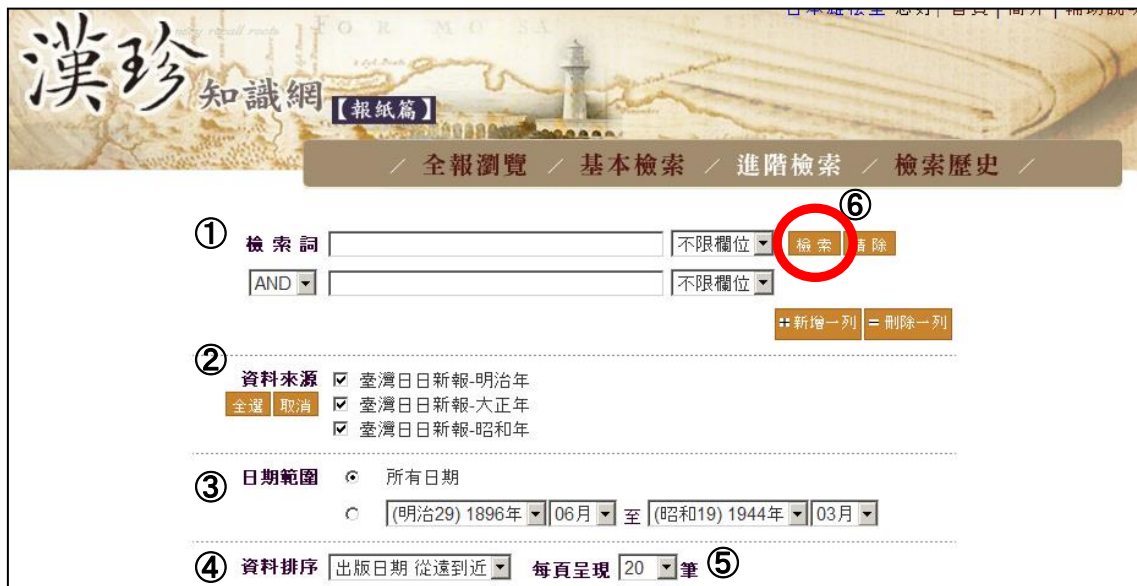 漢珍
知識網【報紙篇】
FORMOSA
/ 全報瀏覽 / 基本檢索 / 進階檢索 / 檢索歷史 /
⑥
① 檢索詞 不限欄位 檢索 清除
AND 不限欄位
新增一列 刪除一列
②
資料來源 臺灣日日新報-明治年
全選 取消 臺灣日日新報-大正年
臺灣日日新報-昭和年
③ 日期範圍 所有日期
(明治29) 1896年 06月 至 (昭和19) 1944年 03月
④ 資料排序 出版日期 從遠到近 每頁呈現 20 筆 ⑤